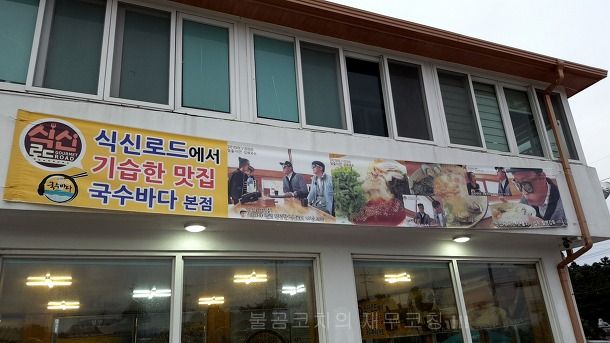 식신
로드
GOURMET
ROAD
국수바다
식신로드에서
기습한 맛집
국수바다 본점
불곰코치의 재무코칭